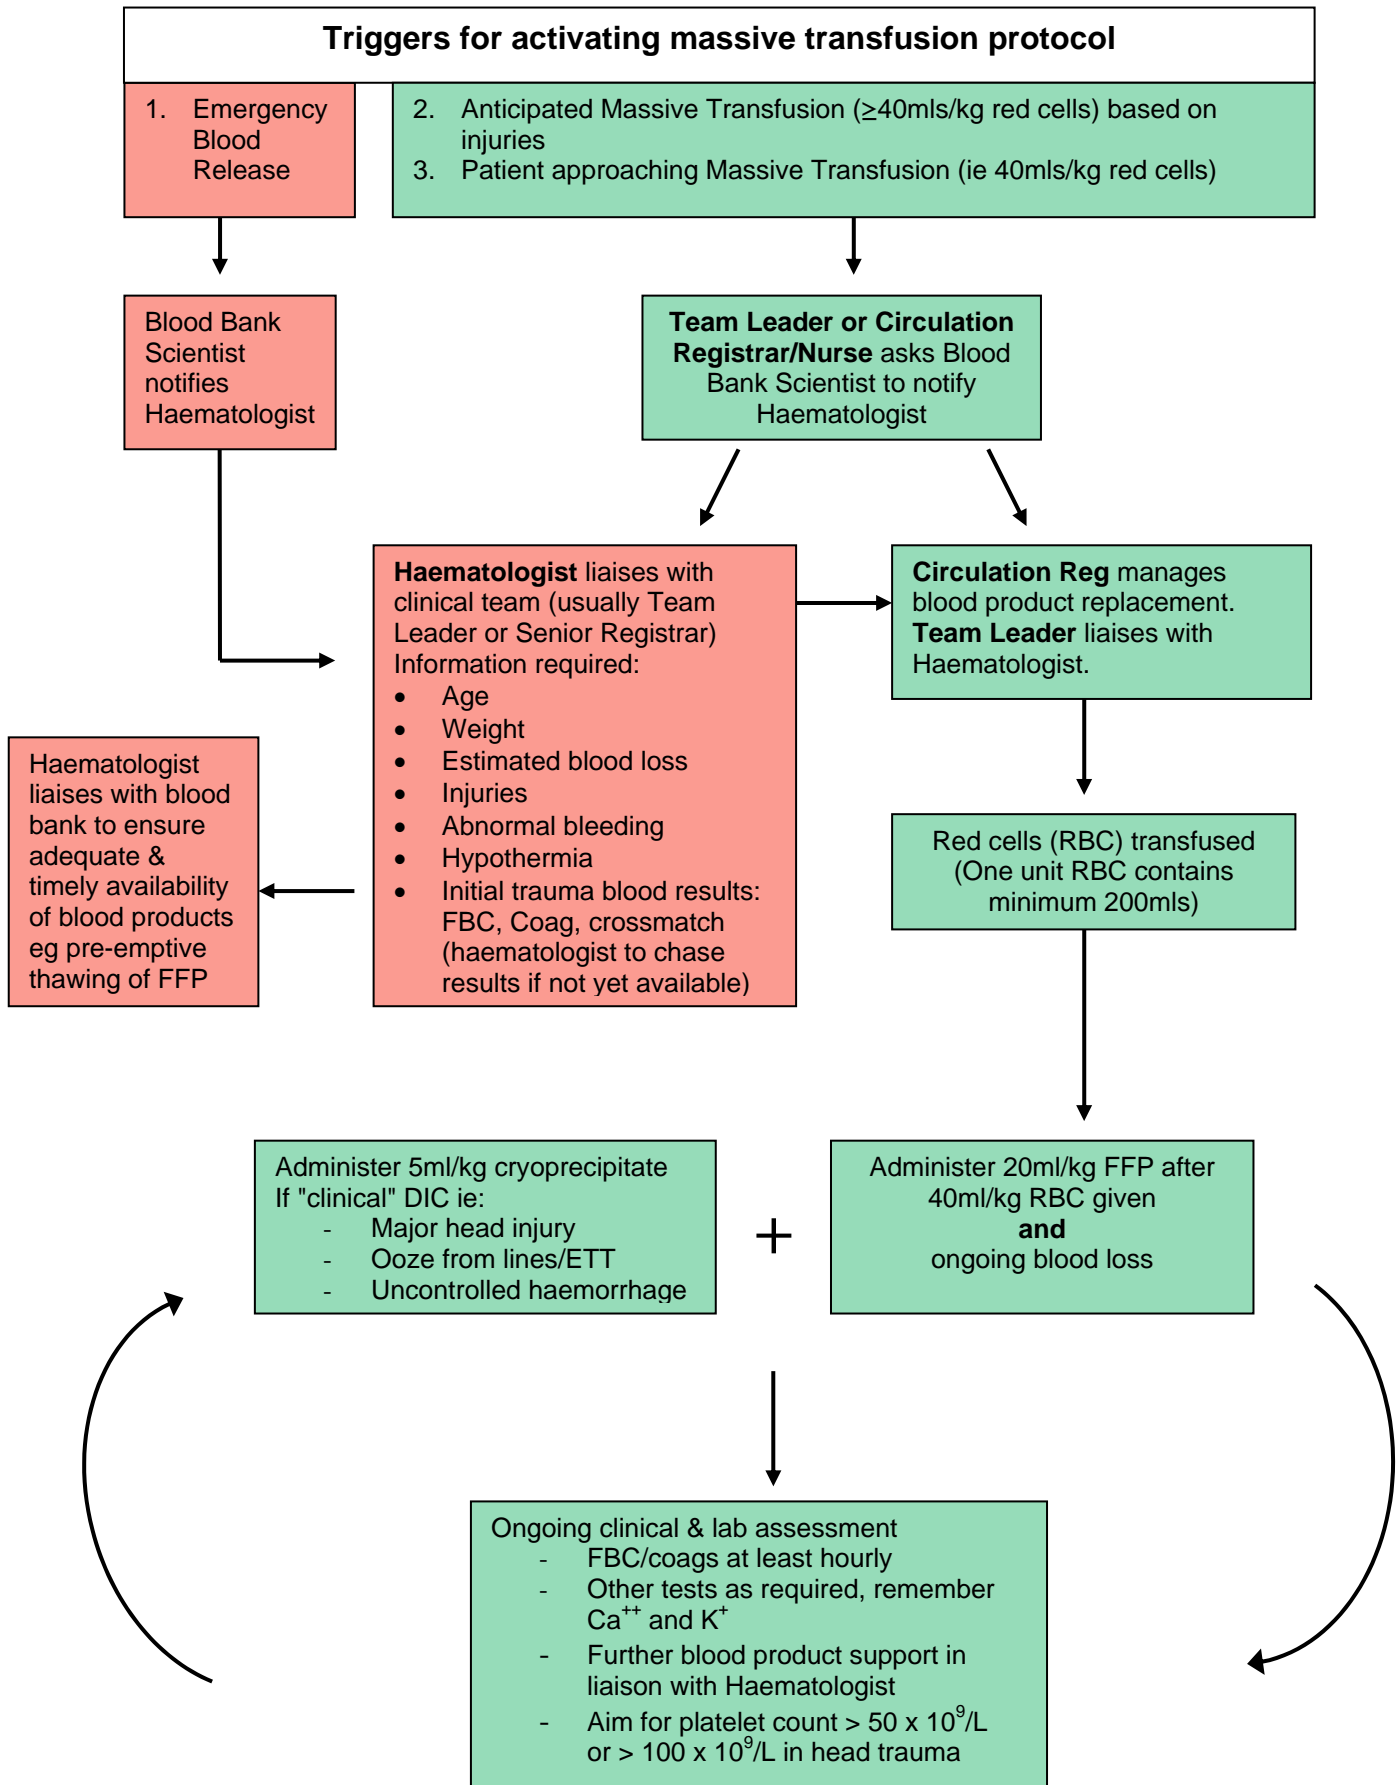 Triggers for activating massive transfusion protocol
1. Emergency
Blood
Release
2. Anticipated Massive Transfusion (≥40mls/kg red cells) based on
injuries
3. Patient approaching Massive Transfusion (ie 40mls/kg red cells)
Blood Bank
Scientist
notifies
Haematologist
Team Leader or Circulation
Registrar/Nurse asks Blood
Bank Scientist to notify
Haematologist
Haematologist liaises with
clinical team (usually Team
Leader or Senior Registrar)
Information required:
• Age
• Weight
• Estimated blood loss
• Injuries
• Abnormal bleeding
• Hypothermia
• Initial trauma blood results:
FBC, Coag, crossmatch
(haematologist to chase
results if not yet available)
Circulation Reg manages
blood product replacement.
Team Leader liaises with
Haematologist.
Haematologist
liaises with blood
bank to ensure
adequate &
timely availability
of blood products
eg pre-emptive
thawing of FFP
Red cells (RBC) transfused
(One unit RBC contains
minimum 200mls)
Administer 5ml/kg cryoprecipitate
If "clinical" DIC ie:
- Major head injury
- Ooze from lines/ETT
- Uncontrolled haemorrhage
+
Administer 20ml/kg FFP after
40ml/kg RBC given
and
ongoing blood loss
Ongoing clinical & lab assessment
- FBC/coags at least hourly
- Other tests as required, remember
Ca⁺⁺ and K⁺
- Further blood product support in
liaison with Haematologist
- Aim for platelet count > 50 x 10⁹/L
or > 100 x 10⁹/L in head trauma